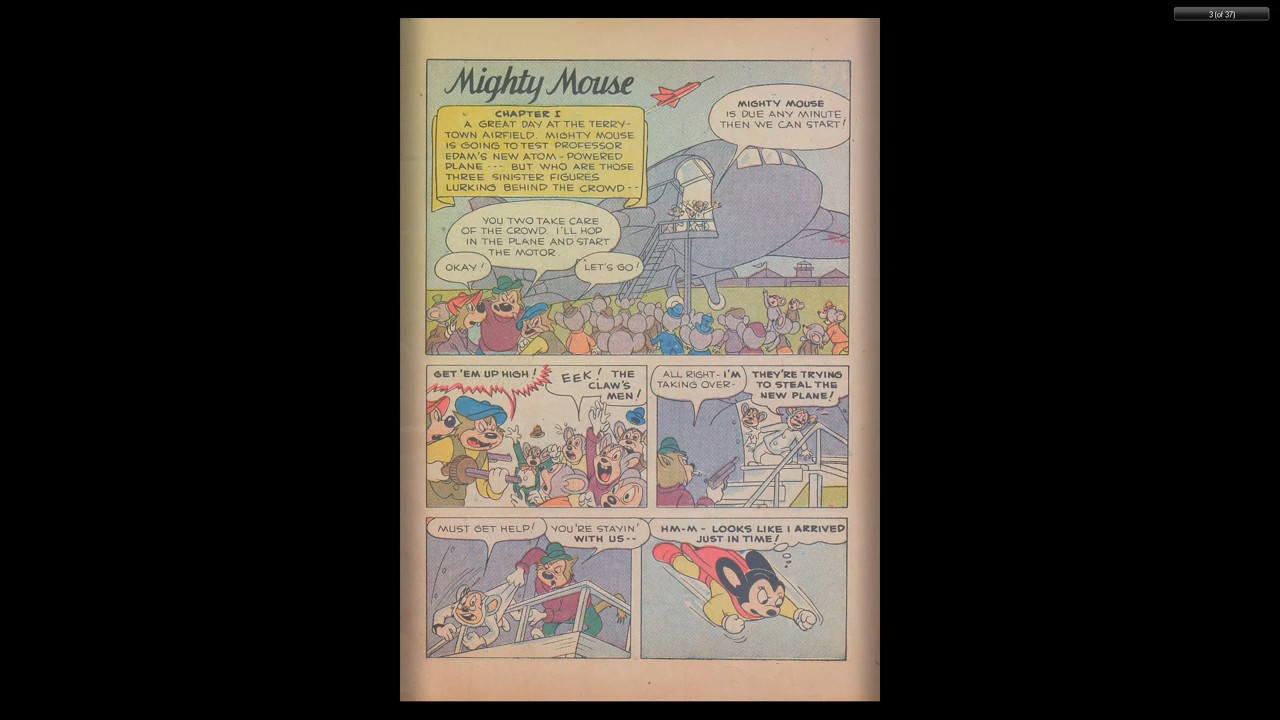 3 (of 37)
Mighty Mouse
CHAPTER I
A GREAT DAY AT THE TERRY-
TOWN AIRFIELD. MIGHTY MOUSE
IS GOING TO TEST PROFESSOR
EDAM'S NEW ATOM-POWERED
PLANE --- BUT WHO ARE THOSE
THREE SINISTER FIGURES
LURKING BEHIND THE CROWD --
MIGHTY MOUSE
IS DUE ANY MINUTE
THEN WE CAN START!
YOU TWO TAKE CARE
OF THE CROWD. I'LL HOP
IN THE PLANE AND START
THE MOTOR.
OKAY!
LET'S GO!
GET 'EM UP HIGH!
EEK! THE
CLAW'S
MEN!
ALL RIGHT - I'M
TAKING OVER-
THEY'RE TRYING
TO STEAL THE
NEW PLANE!
MUST GET HELP!
YOU'RE STAYIN'
WITH US--
HM-M - LOOKS LIKE I ARRIVED
JUST IN TIME!